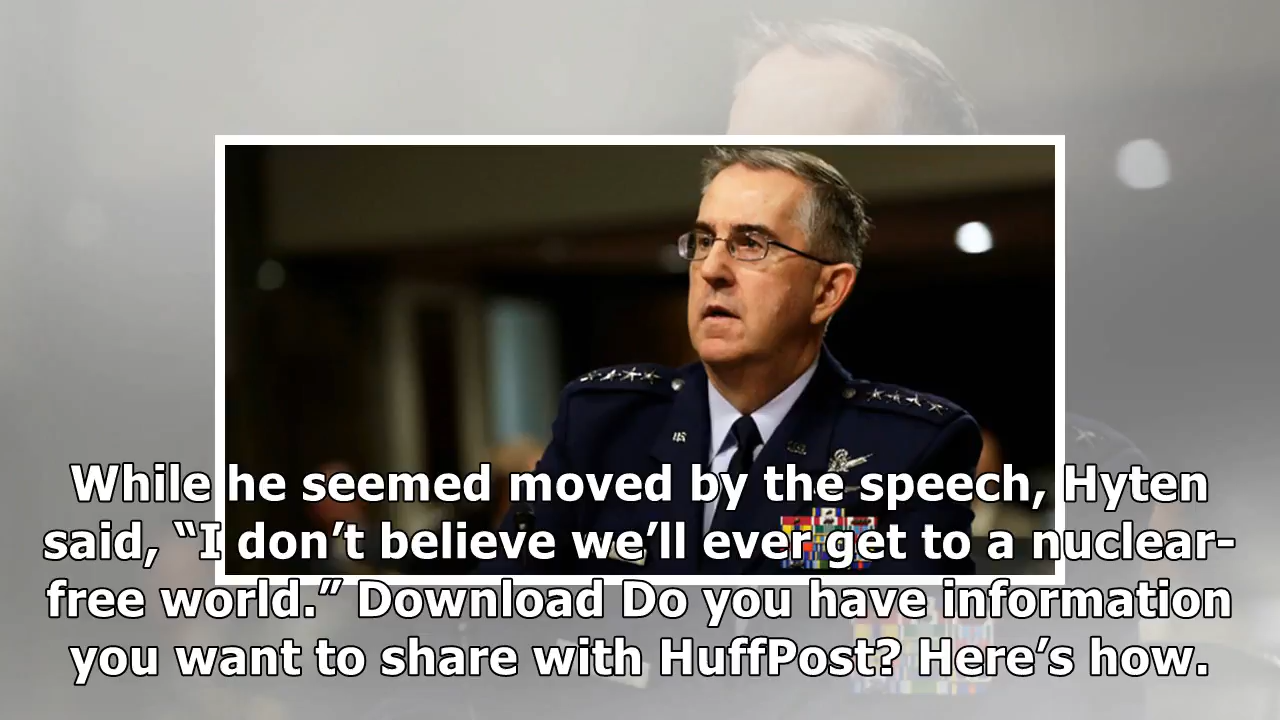 While he seemed moved by the speech, Hyten
said, “I don’t believe we’ll ever get to a nuclear-
free world.” Download Do you have information
you want to share with HuffPost? Here’s how.